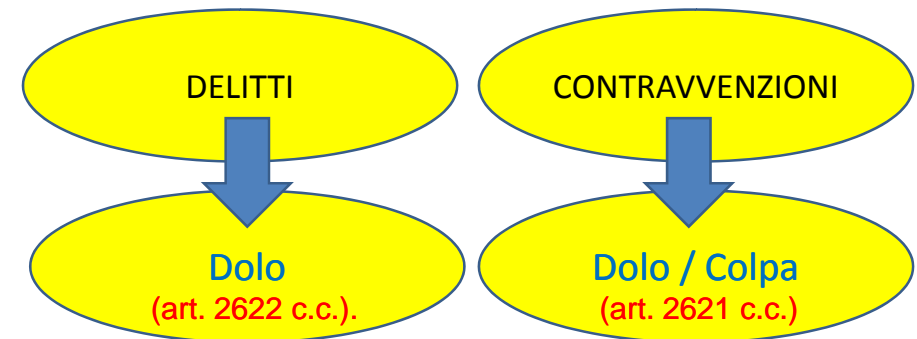 DELITTI
CONTRAVVENZIONI
Dolo
(art. 2622 c.c.).
Dolo / Colpa
(art. 2621 c.c.)